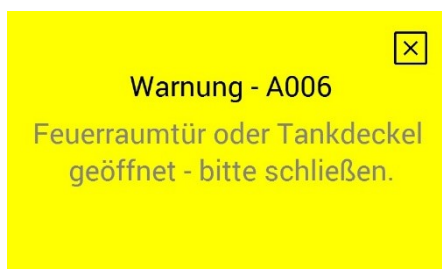 Warnung - A006
Feuerraumtür oder Tankdeckel
geöffnet - bitte schließen.